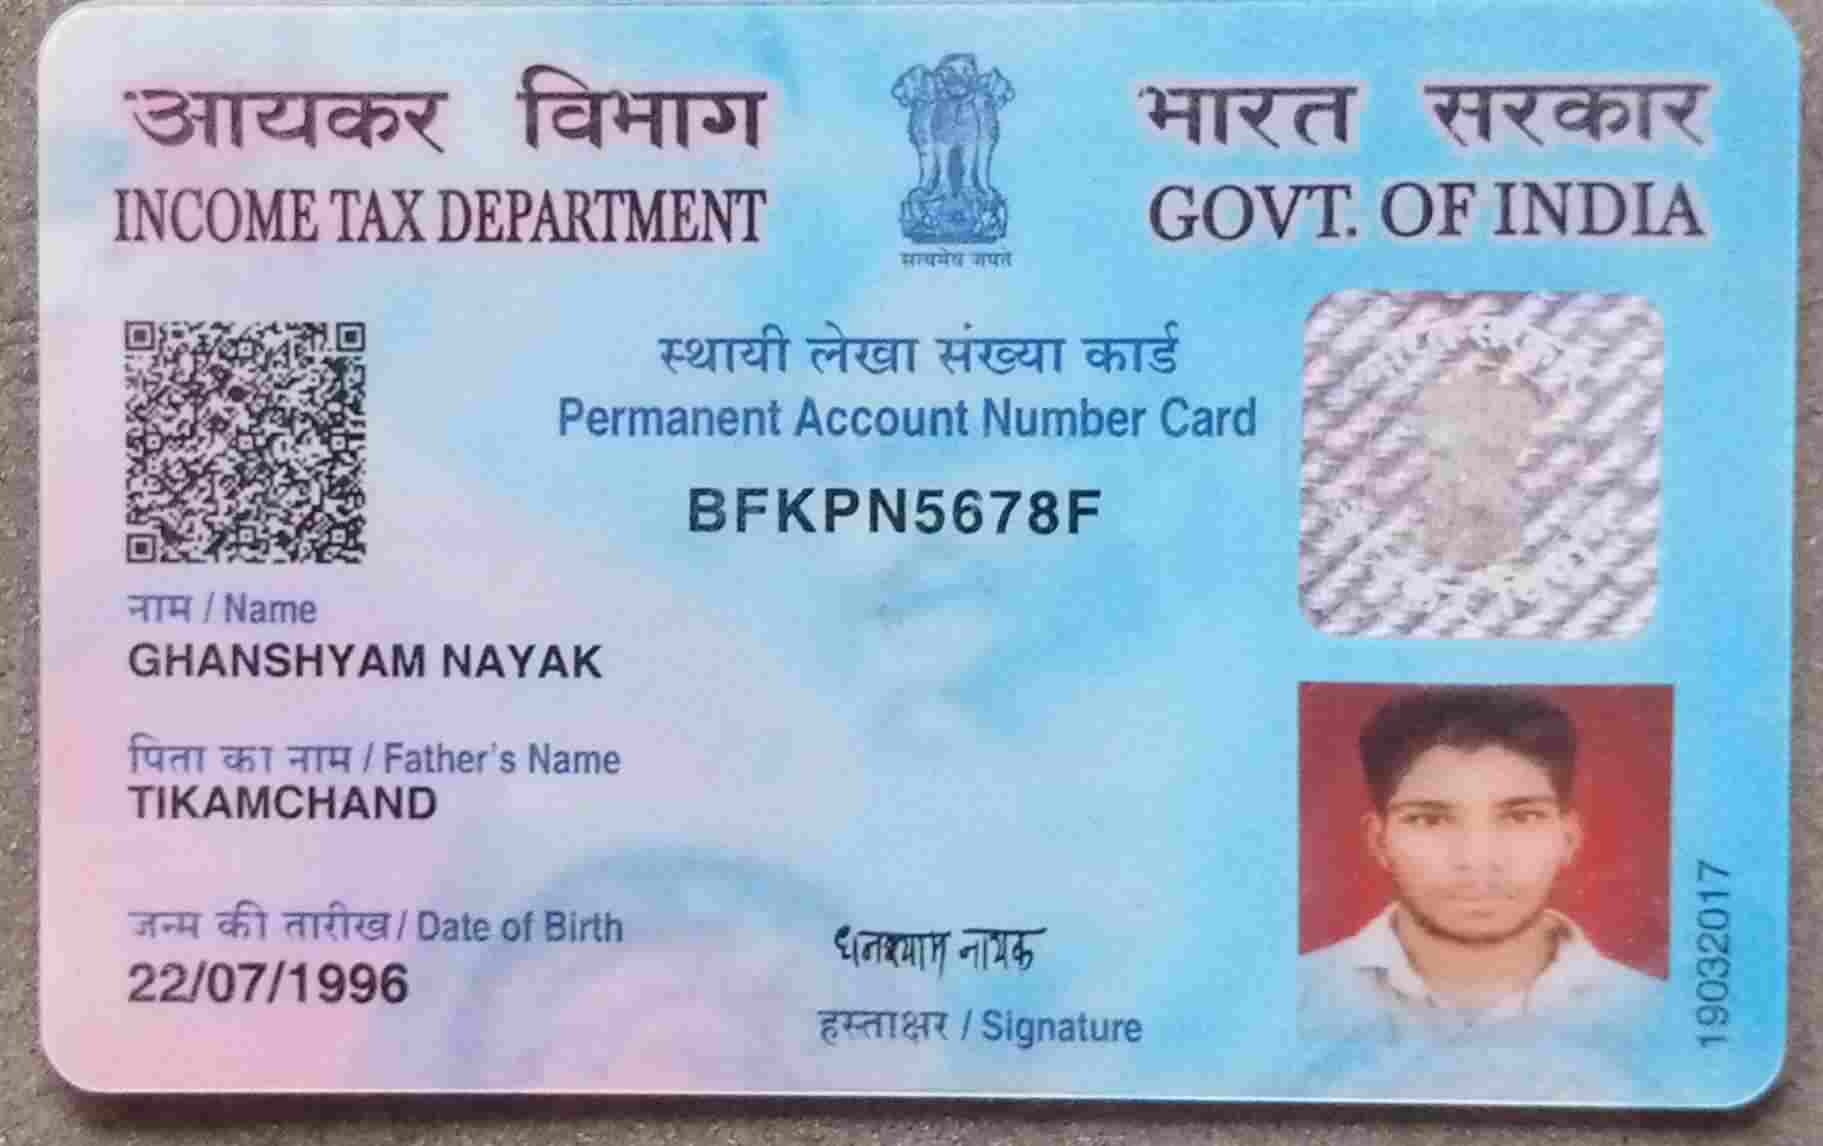 आयकर विभाग
INCOME TAX DEPARTMENT
सत्यमेव जयते
भारत सरकार
GOVT. OF INDIA
स्थायी लेखा संख्या कार्ड
Permanent Account Number Card
BFKPN5678F
नाम / Name
GHANSHYAM NAYAK
पिता का नाम / Father's Name
TIKAMCHAND
जन्म की तारीख / Date of Birth
22/07/1996
घनश्याम नायक
हस्ताक्षर / Signature
19032017